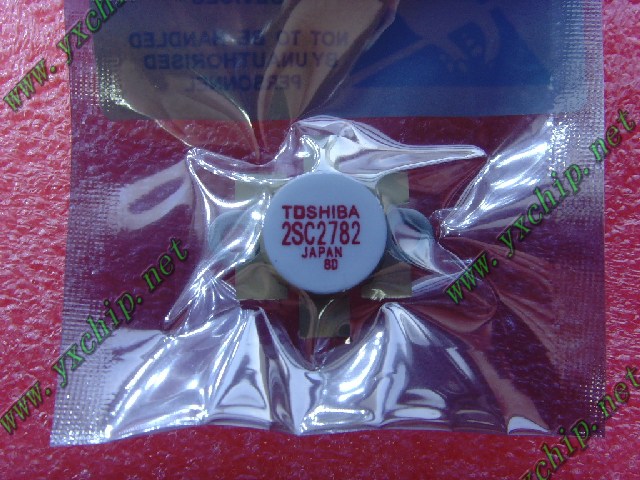 DEVICES
NOT TO BE HANDLED
BY UNAUTHORISED
PERSONNEL
TOSHIBA
2SC2782
JAPAN
8D
www.yxchip.net
www.yxchip.net
www.yxchip.net
www.yxchip.net
www.yxchip.net